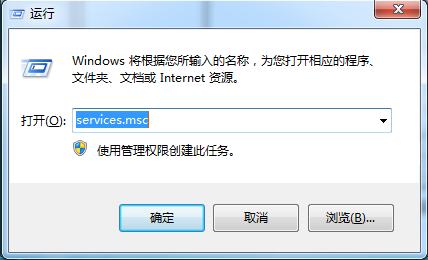 运行
Windows 将根据您所输入的名称，为您打开相应的程序、
文件夹、文档或 Internet 资源。
打开(O): services.msc
使用管理权限创建此任务。
确定 取消 浏览(B)...